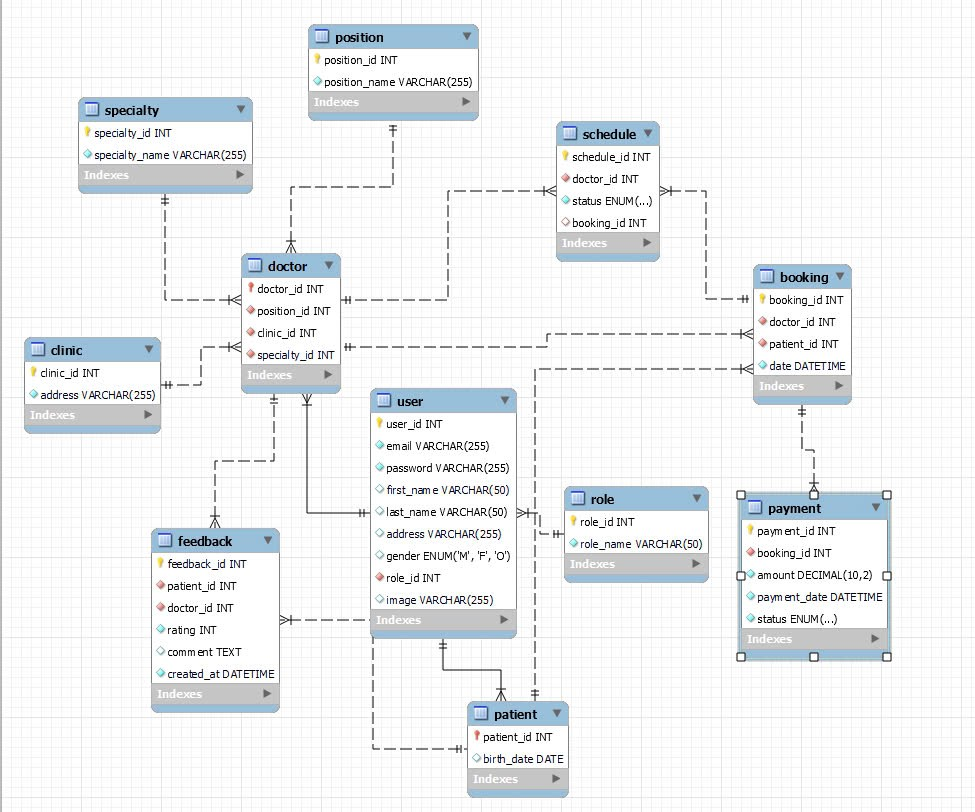 position
position_id INT
position_name VARCHAR(255)
Indexes
specialty
specialty_id INT
specialty_name VARCHAR(255)
Indexes
schedule
schedule_id INT
doctor_id INT
status ENUM(...)
booking_id INT
Indexes
doctor
doctor_id INT
position_id INT
clinic_id INT
specialty_id INT
Indexes
booking
booking_id INT
doctor_id INT
patient_id INT
date DATETIME
Indexes
clinic
clinic_id INT
address VARCHAR(255)
Indexes
user
user_id INT
email VARCHAR(255)
password VARCHAR(255)
first_name VARCHAR(50)
last_name VARCHAR(50)
address VARCHAR(255)
gender ENUM('M', 'F', 'O')
role_id INT
image VARCHAR(255)
Indexes
role
role_id INT
role_name VARCHAR(50)
Indexes
payment
payment_id INT
booking_id INT
amount DECIMAL(10,2)
payment_date DATETIME
status ENUM(...)
Indexes
feedback
feedback_id INT
patient_id INT
doctor_id INT
rating INT
comment TEXT
created_at DATETIME
Indexes
patient
patient_id INT
birth_date DATE
Indexes